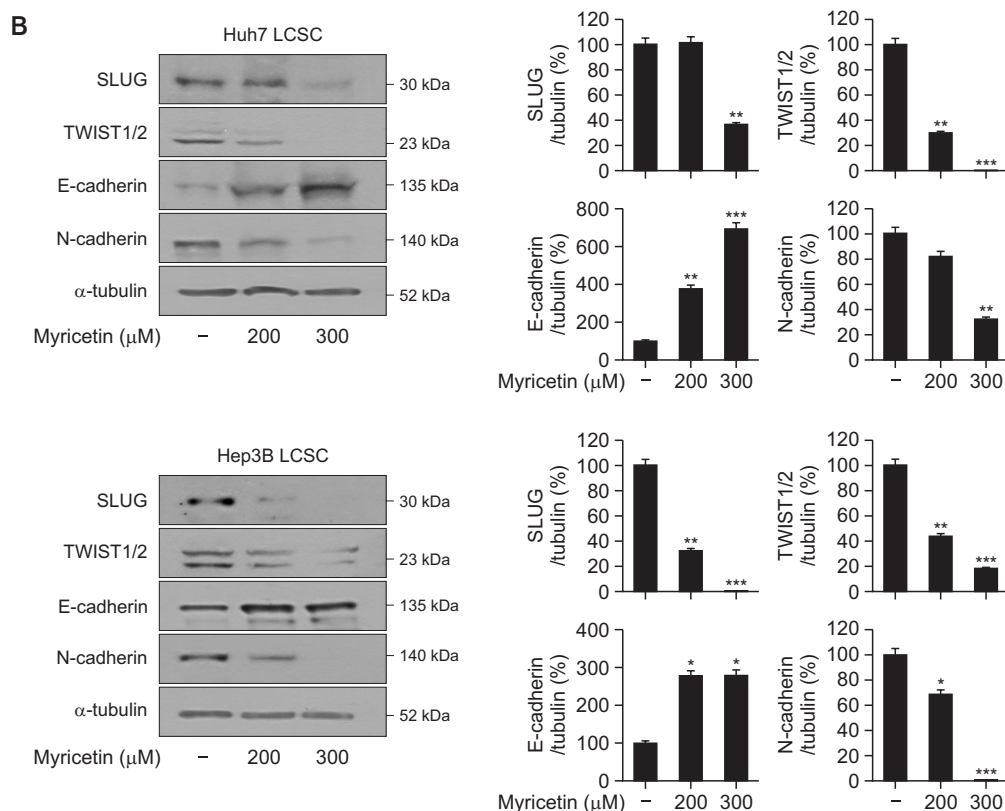 B
Huh7 LCSC
SLUG
30 kDa
TWIST1/2
23 kDa
E-cadherin
135 kDa
N-cadherin
140 kDa
α-tubulin
52 kDa
Myricetin (μM) – 200 300
SLUG
/tubulin (%)
120
100
80
60
40
20
0
**
TWIST1/2
/tubulin (%)
120
100
80
60
40
20
0
**
***
E-cadherin
/tubulin (%)
800
600
400
200
0
**
***
Myricetin (μM) – 200 300
N-cadherin
/tubulin (%)
120
100
80
60
40
20
0
**
– 200 300
Hep3B LCSC
SLUG
30 kDa
TWIST1/2
23 kDa
E-cadherin
135 kDa
N-cadherin
140 kDa
α-tubulin
52 kDa
Myricetin (μM) – 200 300
SLUG
/tubulin (%)
120
100
80
60
40
20
0
**
***
TWIST1/2
/tubulin (%)
120
100
80
60
40
20
0
**
***
E-cadherin
/tubulin (%)
400
300
200
100
0
*
*
Myricetin (μM) – 200 300
N-cadherin
/tubulin (%)
120
100
80
60
40
20
0
*
***
– 200 300